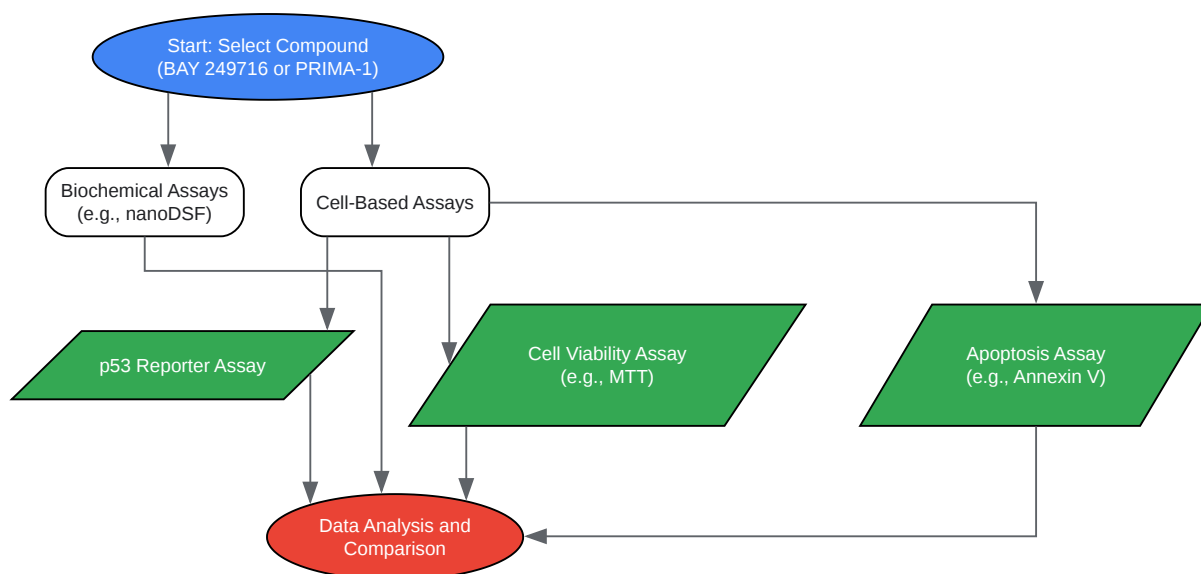 Start: Select Compound
(BAY 249716 or PRIMA-1)
Biochemical Assays
(e.g., nanoDSF)
Cell-Based Assays
p53 Reporter Assay
Cell Viability Assay
(e.g., MTT)
Apoptosis Assay
(e.g., Annexin V)
Data Analysis and
Comparison